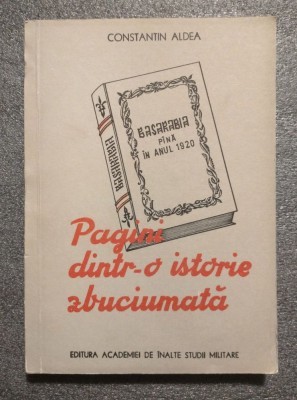 CONSTANTIN ALDEA
BASARABIA
PÎNĂ
ÎN ANUL 1920
BASARABIA
Pagini
dintr-o istorie
zbuciumată
EDITURA ACADEMIEI DE ÎNALTE STUDII MILITARE